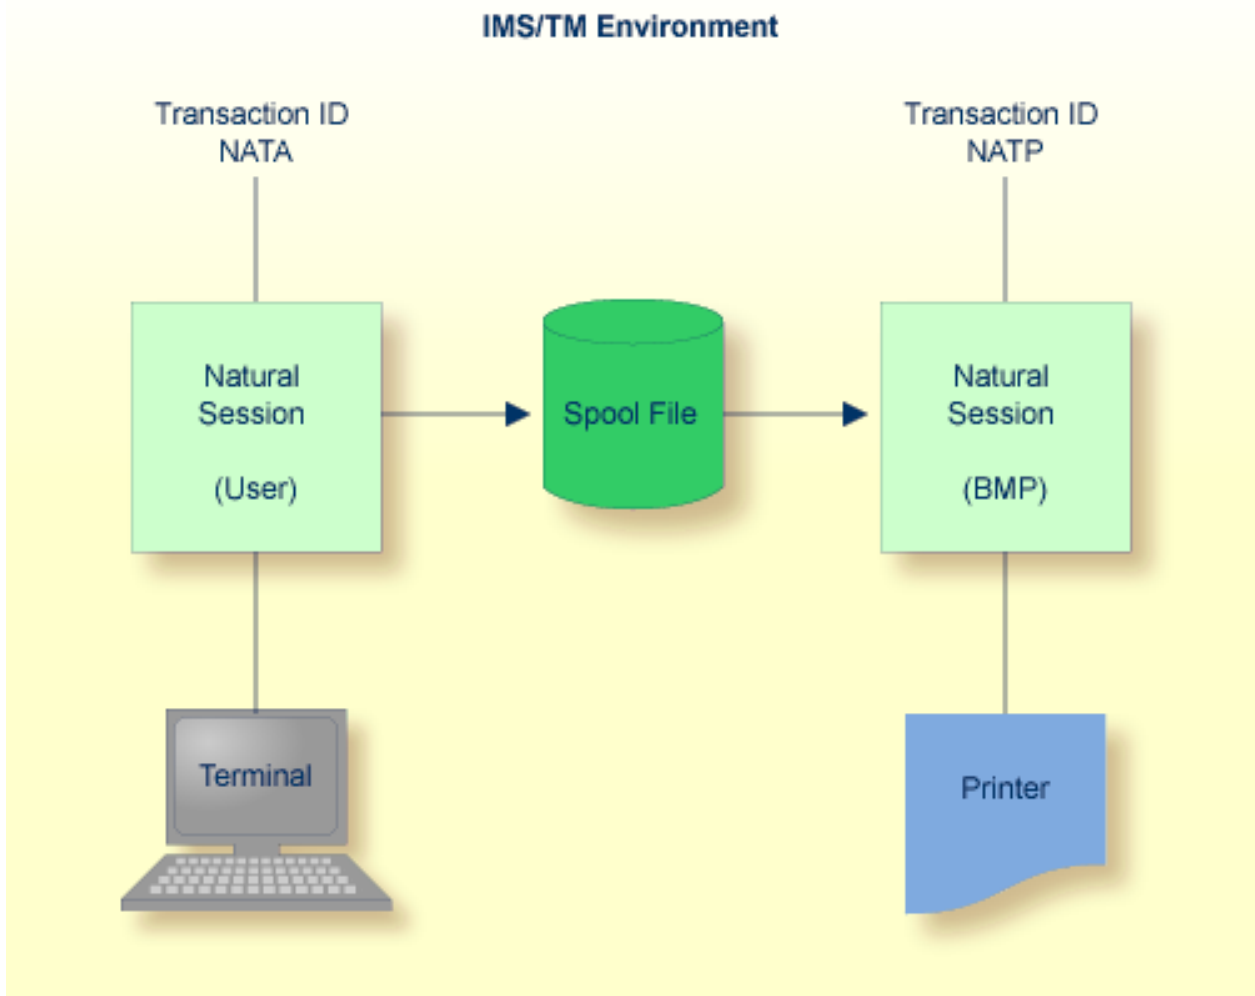 IMS/TM Environment
Transaction ID
NATA
Transaction ID
NATP
Natural
Session
(User)
Spool File
Natural
Session
(BMP)
Terminal
Printer